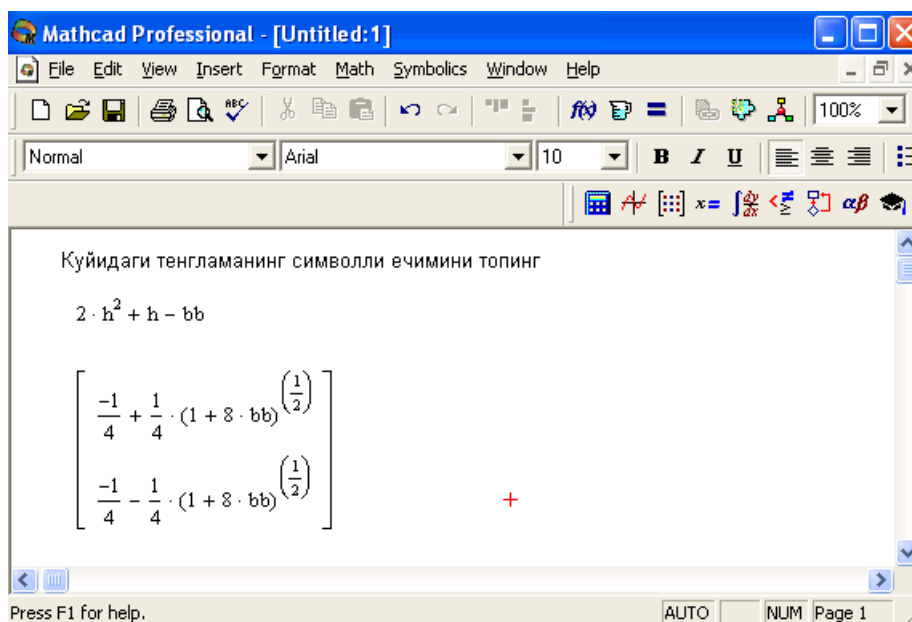 Mathcad Professional - [Untitled:1]
File Edit View Insert Format Math Symbolics Window Help
100%
Normal Arial 10 B I U
Куйидаги тенгламанинг символли ечимини топинг
2 · h² + h − bb
[ -1/4 + 1/4 · (1 + 8 · bb)^(1/2) ]
[ -1/4 − 1/4 · (1 + 8 · bb)^(1/2) ]
Press F1 for help. AUTO NUM Page 1